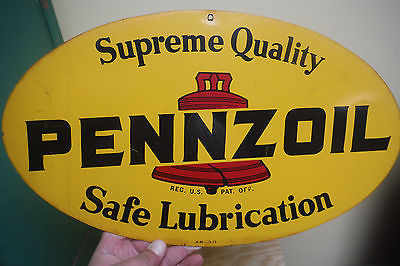 Supreme Quality
PENNZOIL
REG. U.S. PAT. OFF.
Safe Lubrication